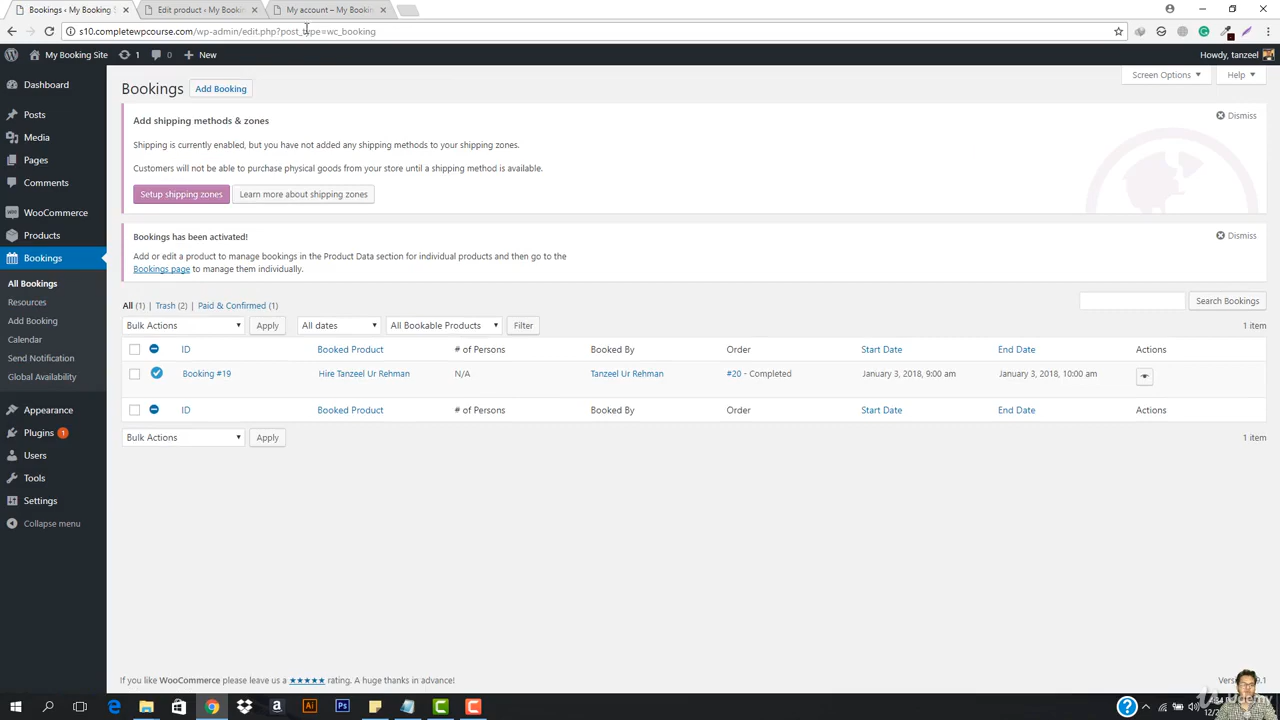 Bookings ‹ My Booking S
Edit product ‹ My Bookin
My account – My Bookin
s10.completewpcourse.com/wp-admin/edit.php?post_type=wc_booking
My Booking Site 1 0 New
Howdy, tanzeel
Dashboard
Posts
Media
Pages
Comments
WooCommerce
Products
Bookings
All Bookings
Resources
Add Booking
Calendar
Send Notification
Global Availability
Appearance
Plugins 1
Users
Tools
Settings
Collapse menu
Bookings Add Booking
Screen Options Help
Add shipping methods & zones
Dismiss
Shipping is currently enabled, but you have not added any shipping methods to your shipping zones.
Customers will not be able to purchase physical goods from your store until a shipping method is available.
Setup shipping zones Learn more about shipping zones
Bookings has been activated!
Dismiss
Add or edit a product to manage bookings in the Product Data section for individual products and then go to the
Bookings page to manage them individually.
All (1) | Trash (2) | Paid & Confirmed (1)
Search Bookings
Bulk Actions Apply All dates All Bookable Products Filter
1 item
ID Booked Product # of Persons Booked By Order Start Date End Date Actions
Booking #19 Hire Tanzeel Ur Rehman N/A Tanzeel Ur Rehman #20 - Completed January 3, 2018, 9:00 am January 3, 2018, 10:00 am
ID Booked Product # of Persons Booked By Order Start Date End Date Actions
Bulk Actions Apply
1 item
If you like WooCommerce please leave us a ★★★★★ rating. A huge thanks in advance!